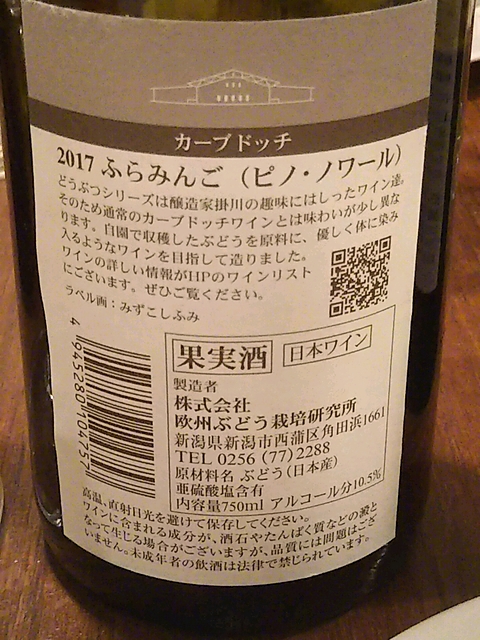 カーブドッチ
2017 ふらみんご（ピノ・ノワール）
どうぶつシリーズは醸造家掛川の趣味にはしったワイン達。
そのため通常のカーブドッチワインとは味わいが少し異な
ります。自園で収穫したぶどうを原料に、優しく体に染み
入るようなワインを目指して造りました。
ワインの詳しい情報がHPのワインリスト
にございます。ぜひご覧ください。
ラベル画：みずこしふみ
4 945280 104757
果実酒
日本ワイン
製造者
株式会社
欧州ぶどう栽培研究所
新潟県新潟市西蒲区角田浜1661
TEL 0256 (77) 2288
原材料名 ぶどう（日本産）
亜硫酸塩含有
内容量750ml アルコール分10.5%
高温、直射日光を避けて保存してください。
ワインに含まれる成分が、酒石やたんぱく質などの澱と
なって生じる場合がございますが、品質には問題はござ
いません。未成年者の飲酒は法律で禁じられています。